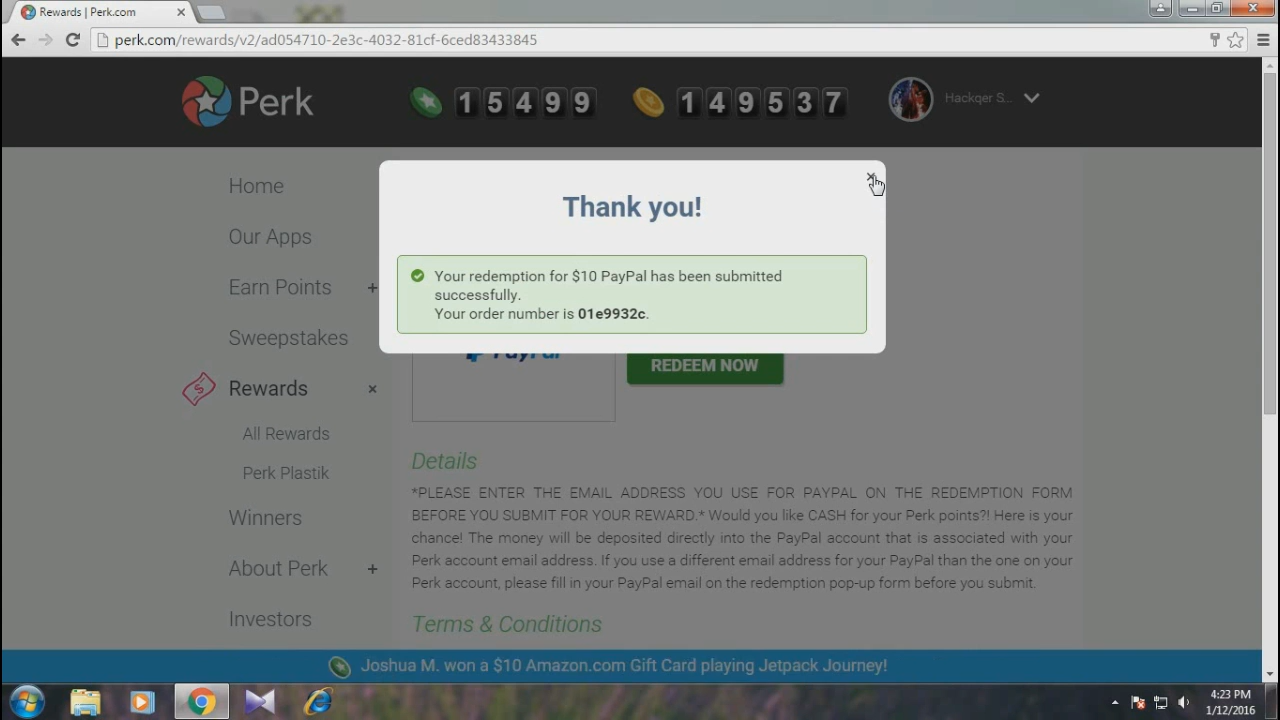 Rewards | Perk.com
perk.com/rewards/v2/ad054710-2e3c-4032-81cf-6ced83433845
Perk
15499
149537
Hackqer S...
Home
Our Apps
Earn Points +
Sweepstakes
Rewards
All Rewards
Perk Plastik
Winners
About Perk +
Investors
Thank you!
Your redemption for $10 PayPal has been submitted
successfully.
Your order number is 01e9932c.
PayPal
REDEEM NOW
Details
*PLEASE ENTER THE EMAIL ADDRESS YOU USE FOR PAYPAL ON THE REDEMPTION FORM
BEFORE YOU SUBMIT FOR YOUR REWARD.* Would you like CASH for your Perk points?! Here is your
chance! The money will be deposited directly into the PayPal account that is associated with your
Perk account email address. If you use a different email address for your PayPal than the one on your
Perk account, please fill in your PayPal email on the redemption pop-up form before you submit.
Terms & Conditions
Joshua M. won a $10 Amazon.com Gift Card playing Jetpack Journey!
4:23 PM
1/12/2016